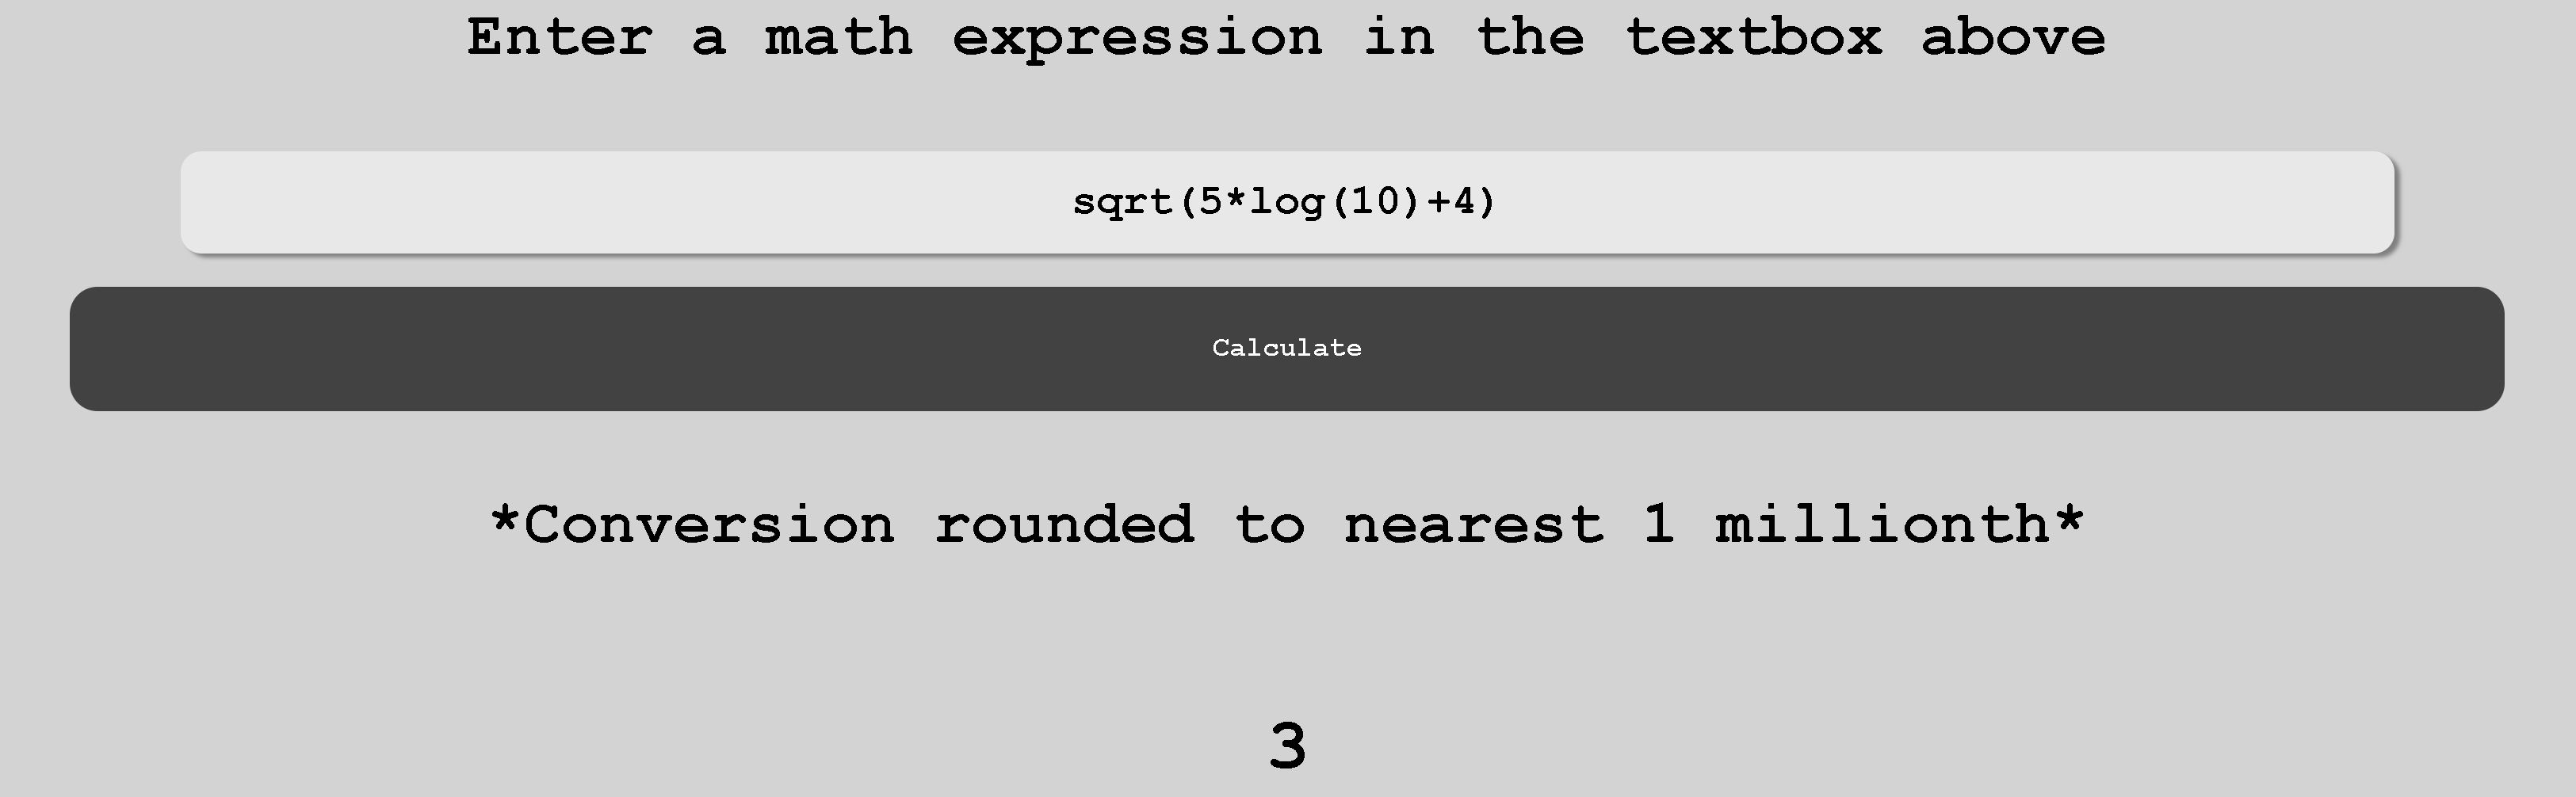 Enter a math expression in the textbox above
sqrt(5*log(10)+4)
Calculate
*Conversion rounded to nearest 1 millionth*
3